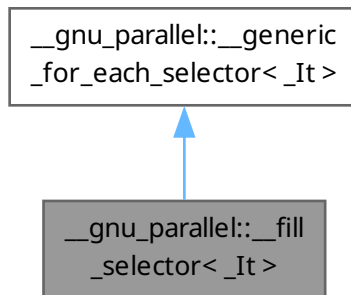 __gnu_parallel::__generic
_for_each_selector< _It >
__gnu_parallel::__fill
_selector< _It >